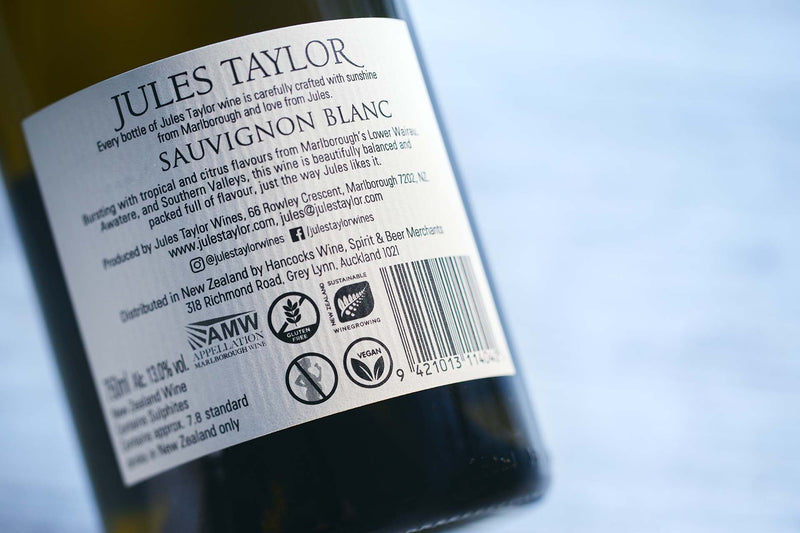 JULES TAYLOR
Every bottle of Jules Taylor wine is carefully crafted with sunshine
from Marlborough and love from Jules.
SAUVIGNON BLANC
Bursting with tropical and citrus flavours from Marlborough's Lower Wairau,
Awatere, and Southern Valleys, this wine is beautifully balanced and
packed full of flavour, just the way Jules likes it.
Produced by Jules Taylor Wines, 66 Rowley Crescent, Marlborough 7202, NZ.
www.julestaylor.com, jules@julestaylor.com
@julestaylorwines /julestaylorwines
Distributed in New Zealand by Hancocks Wine, Spirit & Beer Merchants
318 Richmond Road, Grey Lynn, Auckland 1021
AMW
APPELLATION
MARLBOROUGH WINE
GLUTEN
FREE
NEW ZEALAND
SUSTAINABLE
WINEGROWING
VEGAN
750ml Alc 13.0% vol.
New Zealand Wine
Contains Sulphites
Contains approx. 7.8 standard
drinks in New Zealand only
9 421013 114